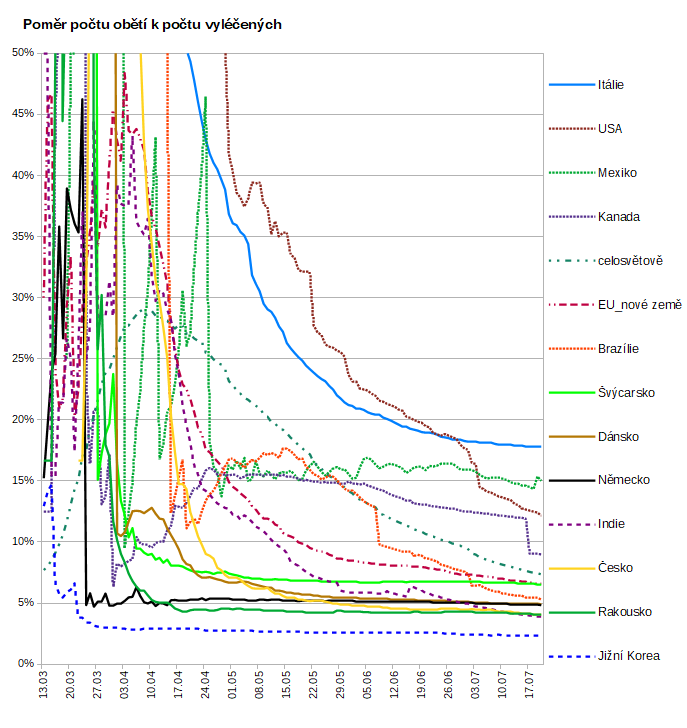 Poměr počtu obětí k počtu vyléčených
50%
45%
40%
35%
30%
25%
20%
15%
10%
5%
0%
13.03
20.03
27.03
03.04
10.04
17.04
24.04
01.05
08.05
15.05
22.05
29.05
05.06
12.06
19.06
26.06
03.07
10.07
17.07
Itálie
USA
Mexiko
Kanada
celosvětově
EU_nové země
Brazílie
Švýcarsko
Dánsko
Německo
Indie
Česko
Rakousko
Jižní Korea